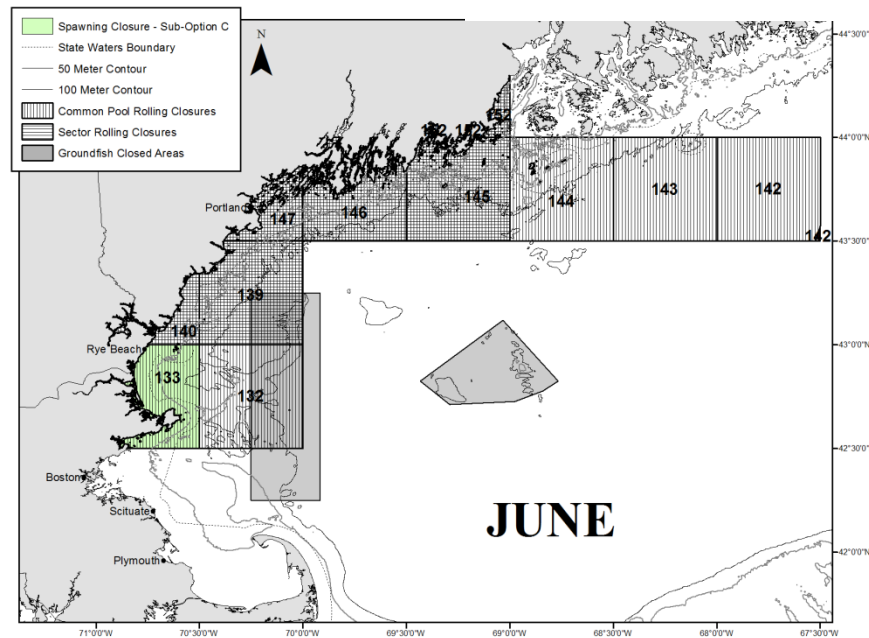 Spawning Closure - Sub-Option C
State Waters Boundary
50 Meter Contour
100 Meter Contour
Common Pool Rolling Closures
Sector Rolling Closures
Groundfish Closed Areas
N
44°30'0"N
44°0'0"N
43°30'0"N
43°0'0"N
42°30'0"N
42°0'0"N
152
Portland
147
146
145
144
143
142
142
139
140
Rye Beach
133
132
Boston
Scituate
Plymouth
JUNE
71°0'0"W
70°30'0"W
70°0'0"W
69°30'0"W
69°0'0"W
68°30'0"W
68°0'0"W
67°30'0"W